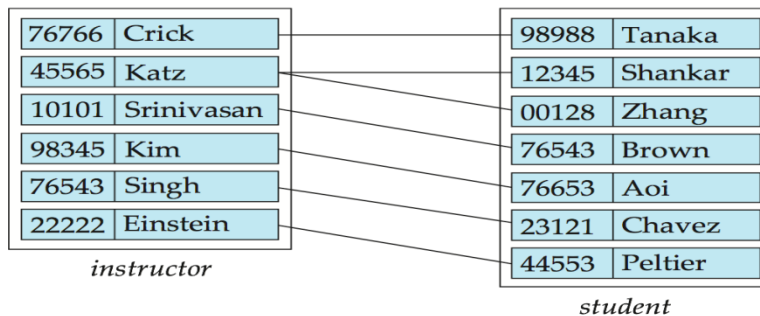 76766 Crick
45565 Katz
10101 Srinivasan
98345 Kim
76543 Singh
22222 Einstein
instructor
98988 Tanaka
12345 Shankar
00128 Zhang
76543 Brown
76653 Aoi
23121 Chavez
44553 Peltier
student